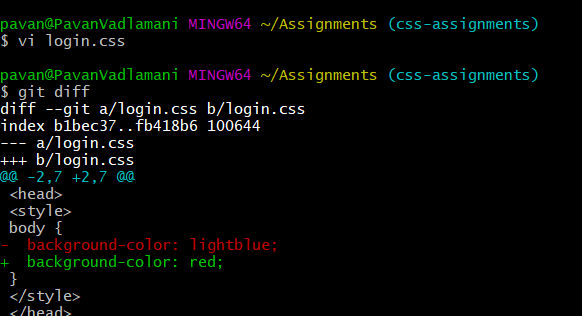 pavan@PavanVadlamani MINGW64 ~/Assignments (css-assignments)
$ vi login.css
pavan@PavanVadlamani MINGW64 ~/Assignments (css-assignments)
$ git diff
diff --git a/login.css b/login.css
index b1bec37..fb418b6 100644
--- a/login.css
+++ b/login.css
@@ -2,7 +2,7 @@
 <head>
 <style>
 body {
-  background-color: lightblue;
+  background-color: red;
 }
 </style>
 </head>